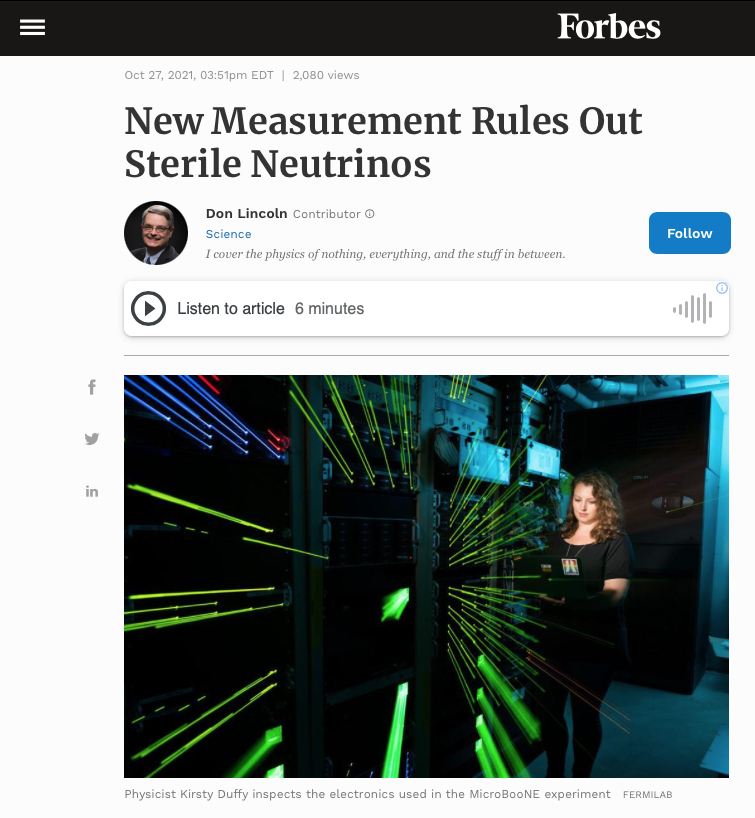 Forbes
Oct 27, 2021, 03:51pm EDT | 2,080 views
New Measurement Rules Out
Sterile Neutrinos
Don Lincoln Contributor
Science
I cover the physics of nothing, everything, and the stuff in between.
Follow
Listen to article 6 minutes
Physicist Kirsty Duffy inspects the electronics used in the MicroBooNE experiment FERMILAB